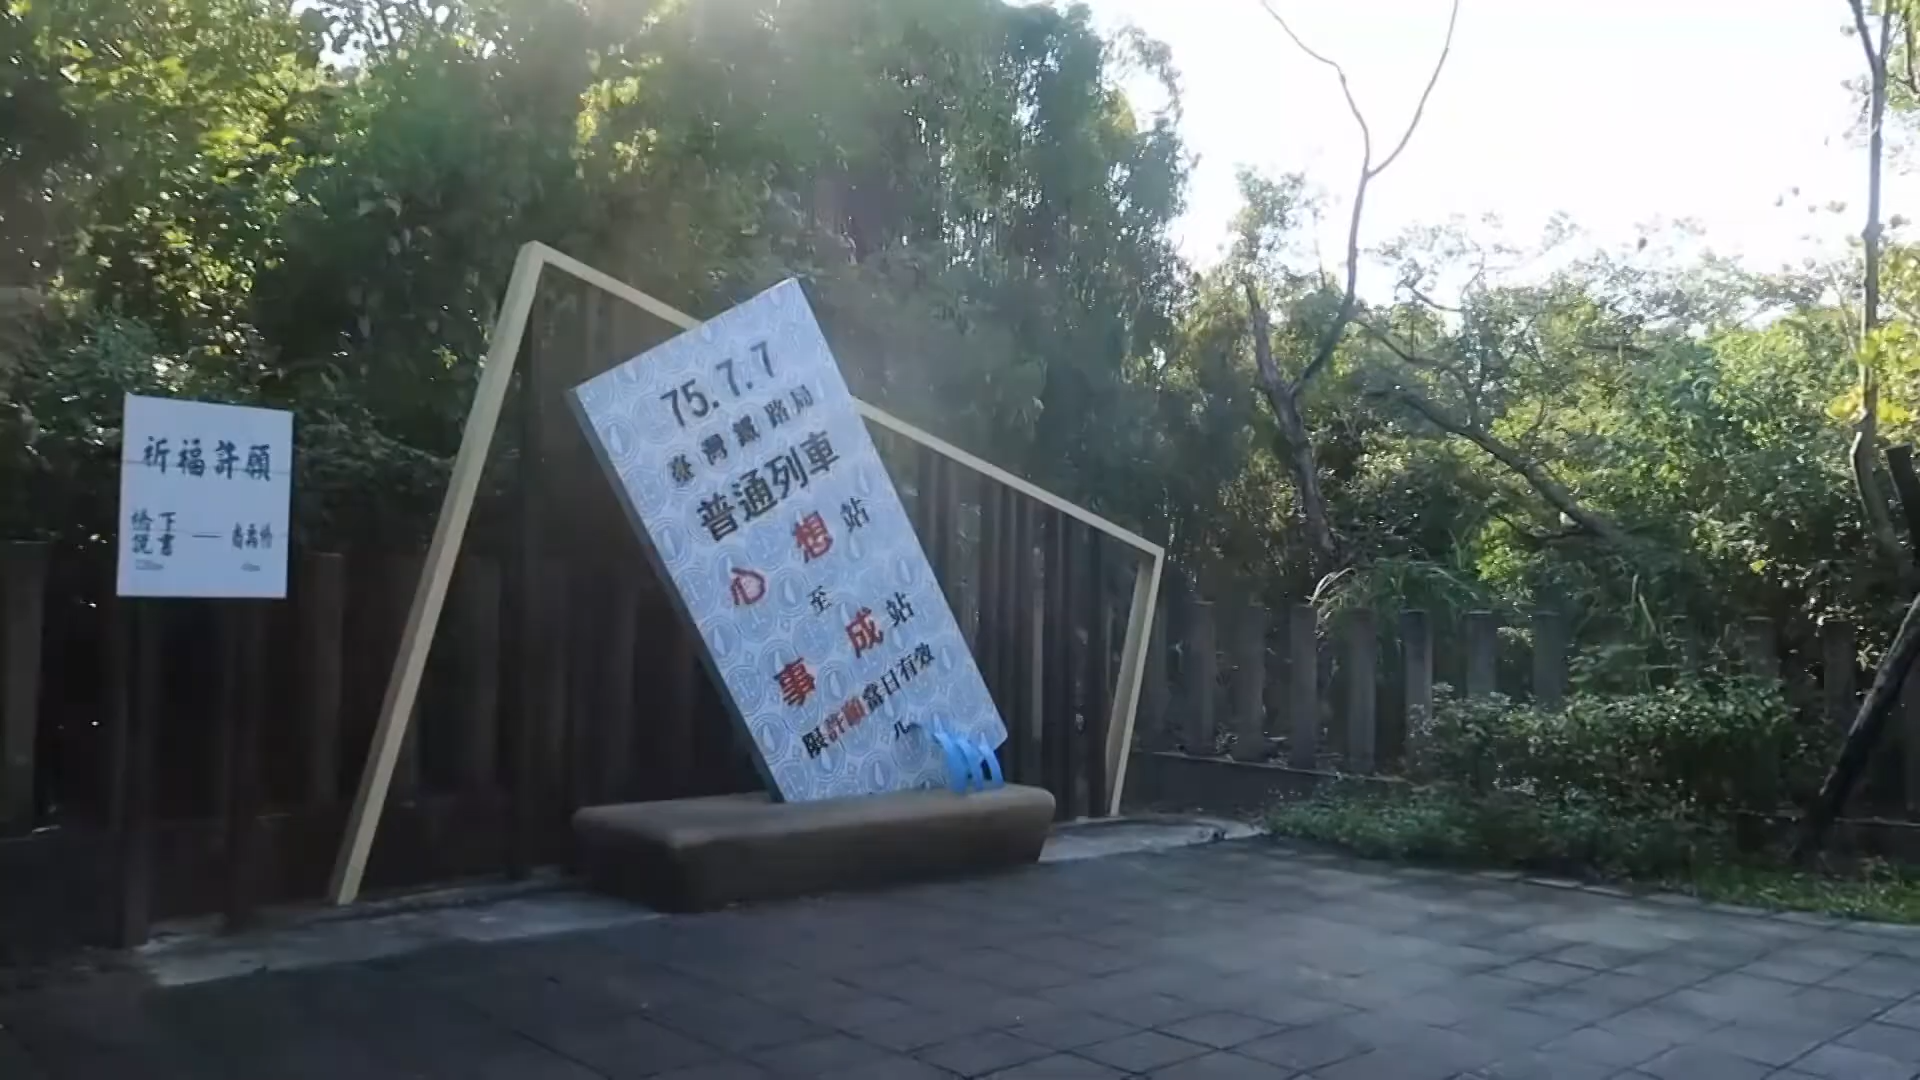 祈福許願
75.7.7
臺灣鐵路局
普通列車
心想站
至
事成站
限許願當日有效